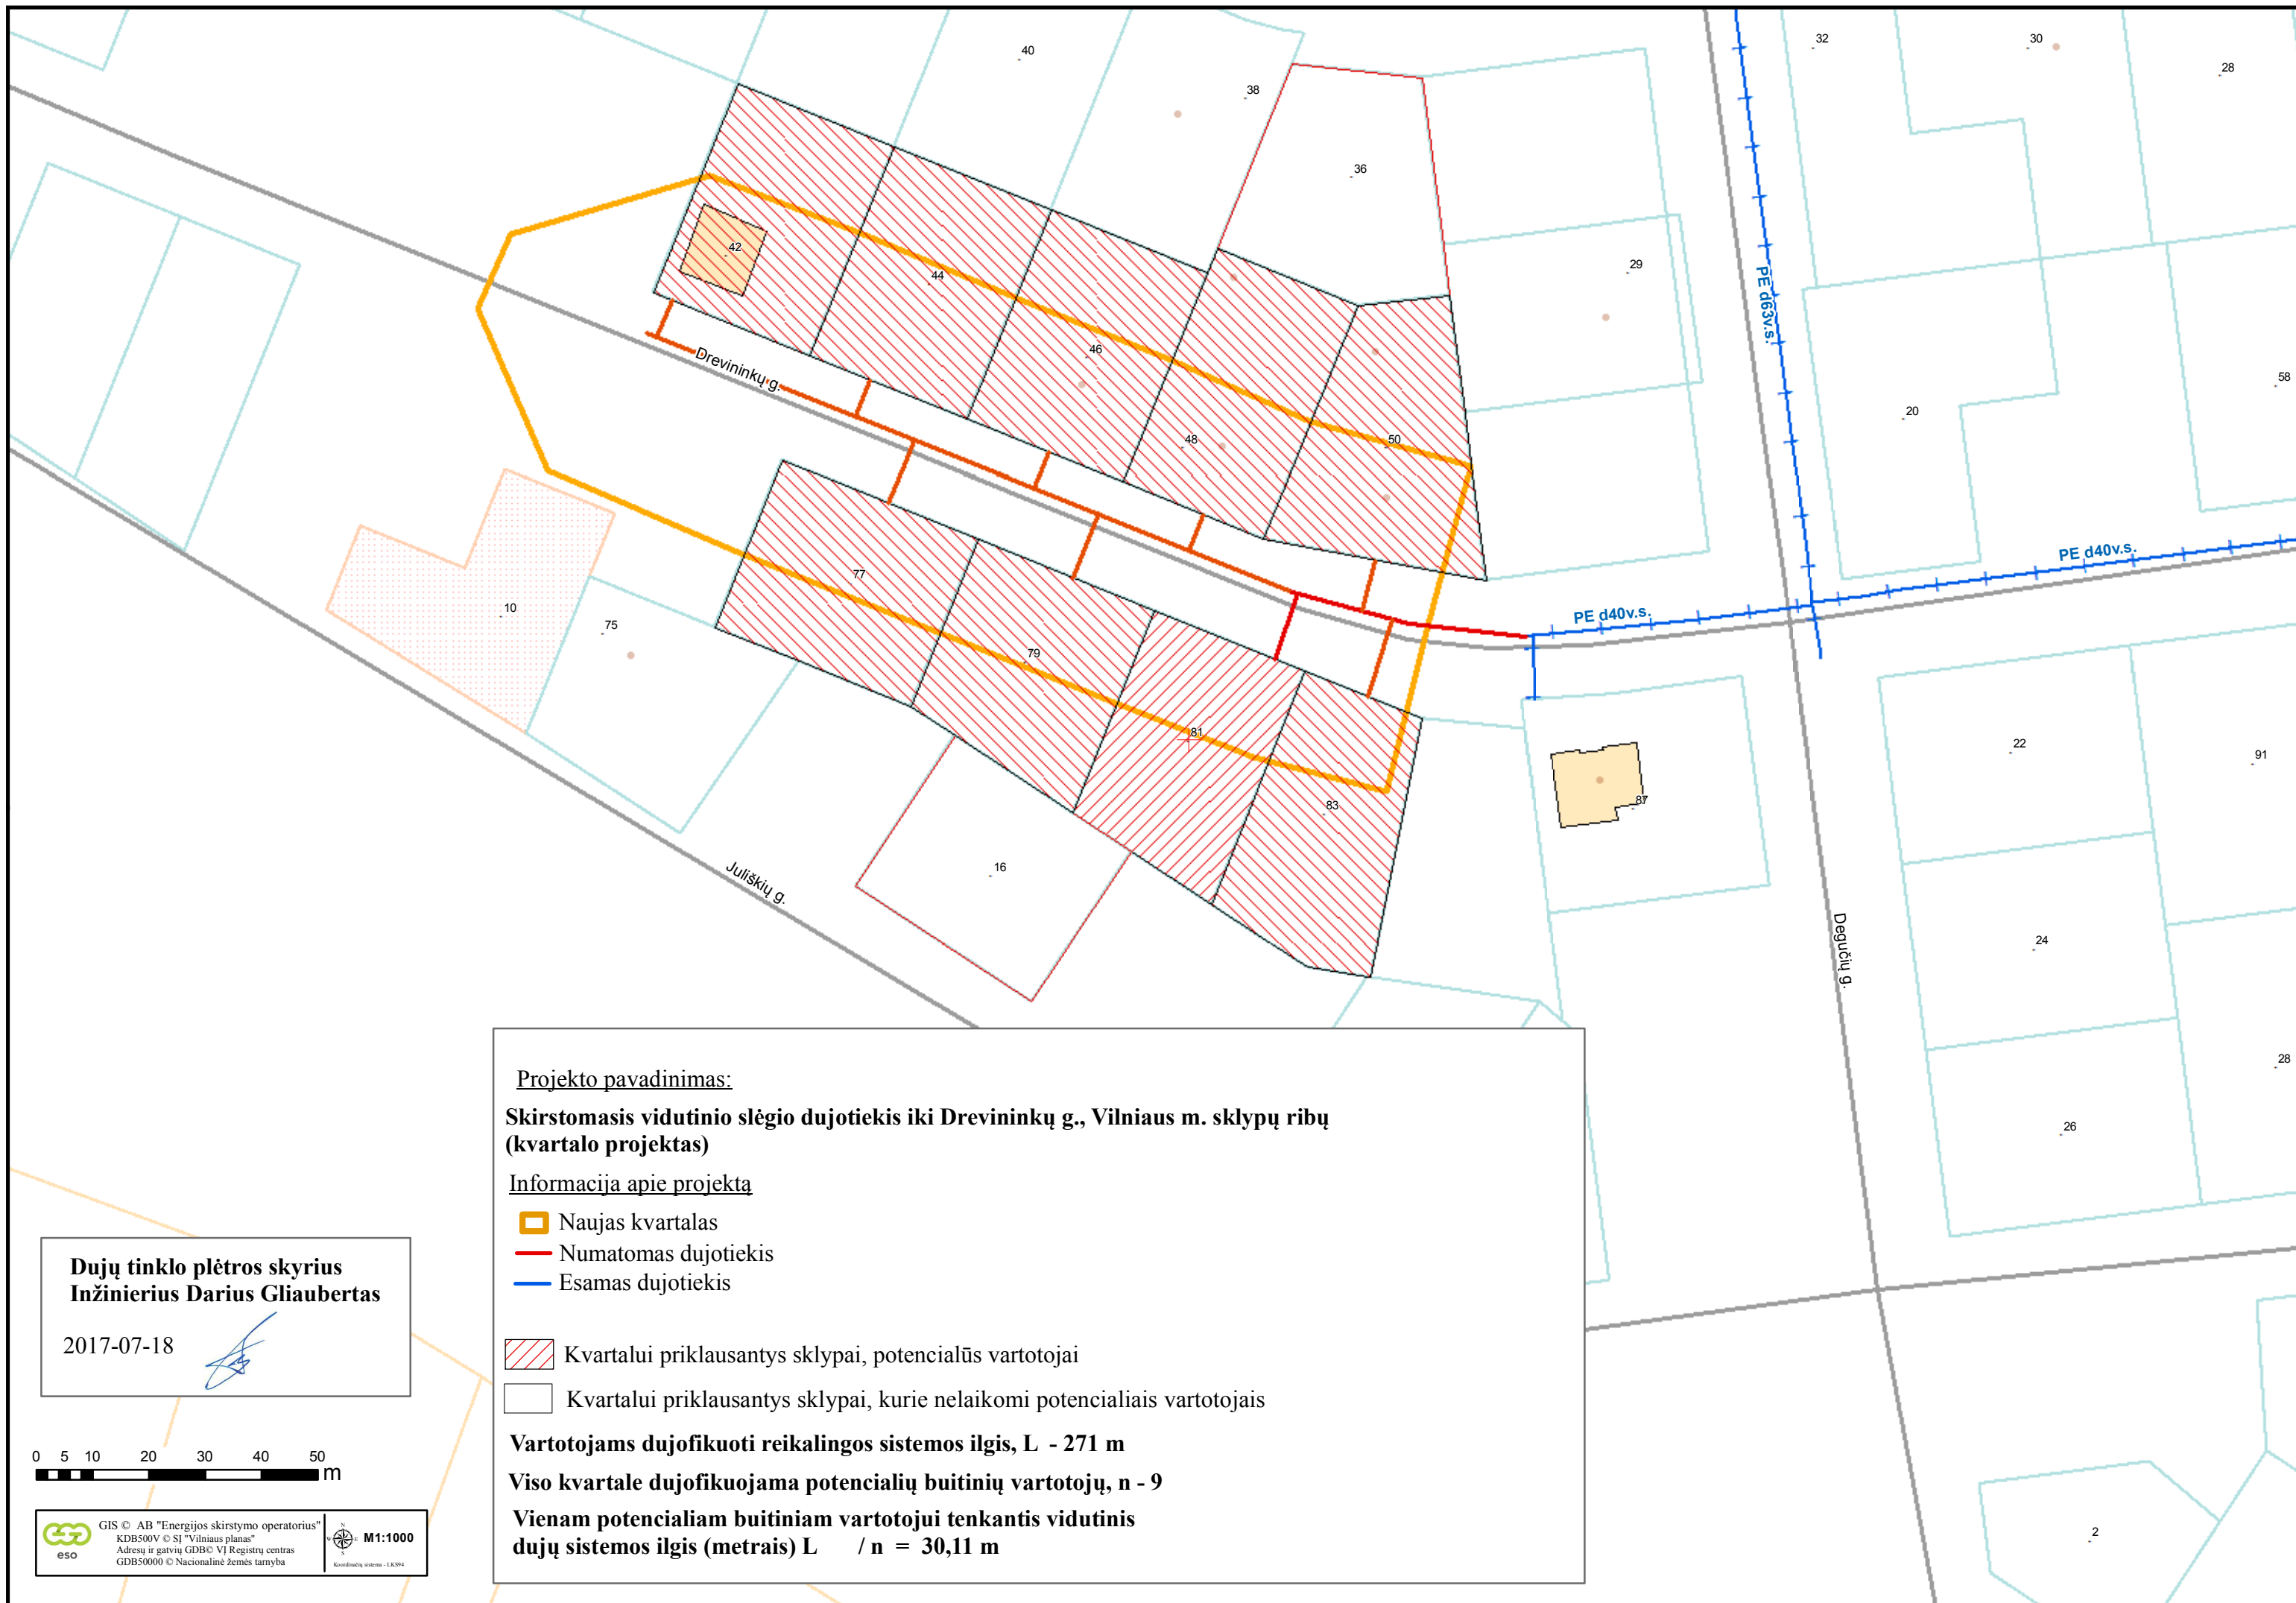 40
38
36
32
30
28
42
44
46
48
50
29
20
58
PE d63v.s.
PE d40v.s.
PE d40v.s.
Drevininkų g.
77
79
81
83
10
75
16
87
22
91
24
28
26
2
Juliškių g.
Degučių g.
Projekto pavadinimas:
Skirstomasis vidutinio slėgio dujotiekis iki Drevininkų g., Vilniaus m. sklypų ribų
(kvartalo projektas)
Informacija apie projektą
Naujas kvartalas
Numatomas dujotiekis
Esamas dujotiekis
Kvartalui priklausantys sklypai, potencialūs vartotojai
Kvartalui priklausantys sklypai, kurie nelaikomi potencialiais vartotojais
Vartotojams dujofikuoti reikalingos sistemos ilgis, L - 271 m
Viso kvartale dujofikuojama potencialių buitinių vartotojų, n - 9
Vienam potencialiam buitiniam vartotojui tenkantis vidutinis
dujų sistemos ilgis (metrais) L / n = 30,11 m
Dujų tinklo plėtros skyrius
Inžinierius Darius Gliaubertas
2017-07-18
0 5 10 20 30 40 50
m
eso
GIS © AB "Energijos skirstymo operatorius"
KDB500V © SĮ "Vilniaus planas"
Adresų ir gatvių GDB© VĮ Registrų centras
GDB50000 © Nacionalinė žemės tarnyba
N
W E
S
M1:1000
Koordinačių sistema - LKS94